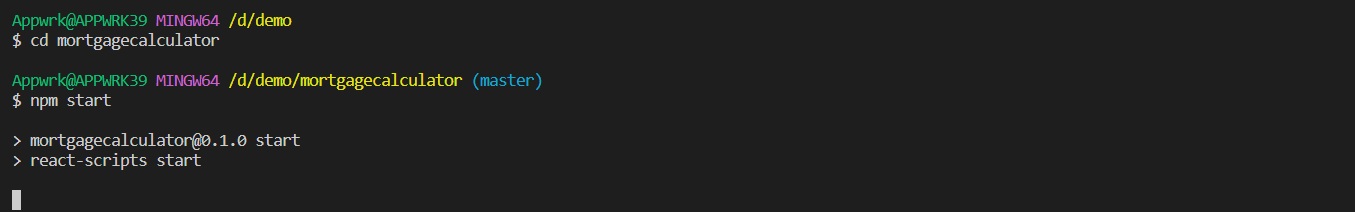 Appwrk@APPWRK39 MINGW64 /d/demo
$ cd mortgagecalculator
Appwrk@APPWRK39 MINGW64 /d/demo/mortgagecalculator (master)
$ npm start
> mortgagecalculator@0.1.0 start
> react-scripts start